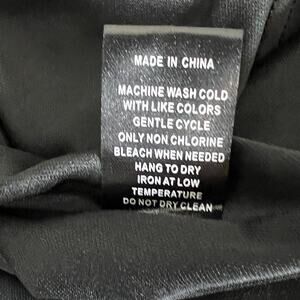 MADE IN CHINA
MACHINE WASH COLD
WITH LIKE COLORS
GENTLE CYCLE
ONLY NON CHLORINE
BLEACH WHEN NEEDED
HANG TO DRY
IRON AT LOW
TEMPERATURE
DO NOT DRY CLEAN